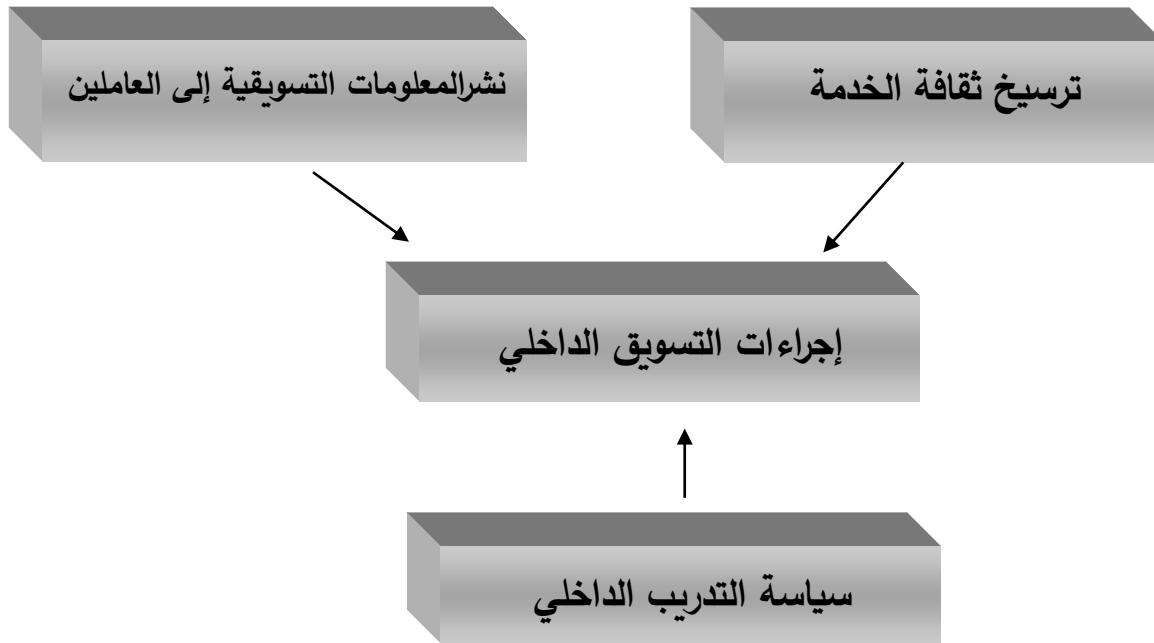 ترسيخ ثقافة الخدمة
نشرالمعلومات التسويقية إلى العاملين
إجراءات التسويق الداخلي
سياسة التدريب الداخلي